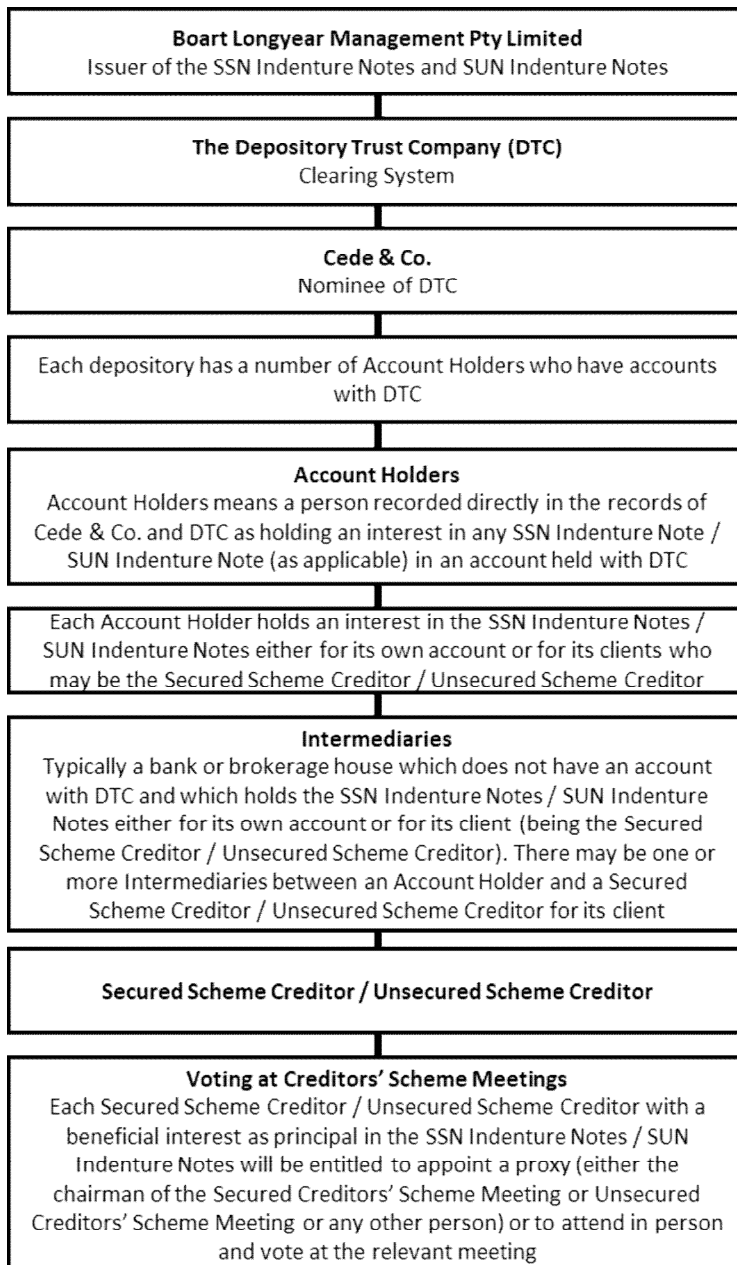 Boart Longyear Management Pty Limited
Issuer of the SSN Indenture Notes and SUN Indenture Notes
The Depository Trust Company (DTC)
Clearing System
Cede & Co.
Nominee of DTC
Each depository has a number of Account Holders who have accounts
with DTC
Account Holders
Account Holders means a person recorded directly in the records of
Cede & Co. and DTC as holding an interest in any SSN Indenture Note /
SUN Indenture Note (as applicable) in an account held with DTC
Each Account Holder holds an interest in the SSN Indenture Notes /
SUN Indenture Notes either for its own account or for its clients who
may be the Secured Scheme Creditor / Unsecured Scheme Creditor
Intermediaries
Typically a bank or brokerage house which does not have an account
with DTC and which holds the SSN Indenture Notes / SUN Indenture
Notes either for its own account or for its client (being the Secured
Scheme Creditor / Unsecured Scheme Creditor). There may be one or
more Intermediaries between an Account Holder and a Secured
Scheme Creditor / Unsecured Scheme Creditor for its client
Secured Scheme Creditor / Unsecured Scheme Creditor
Voting at Creditors’ Scheme Meetings
Each Secured Scheme Creditor / Unsecured Scheme Creditor with a
beneficial interest as principal in the SSN Indenture Notes / SUN
Indenture Notes will be entitled to appoint a proxy (either the
chairman of the Secured Creditors’ Scheme Meeting or Unsecured
Creditors’ Scheme Meeting or any other person) or to attend in person
and vote at the relevant meeting